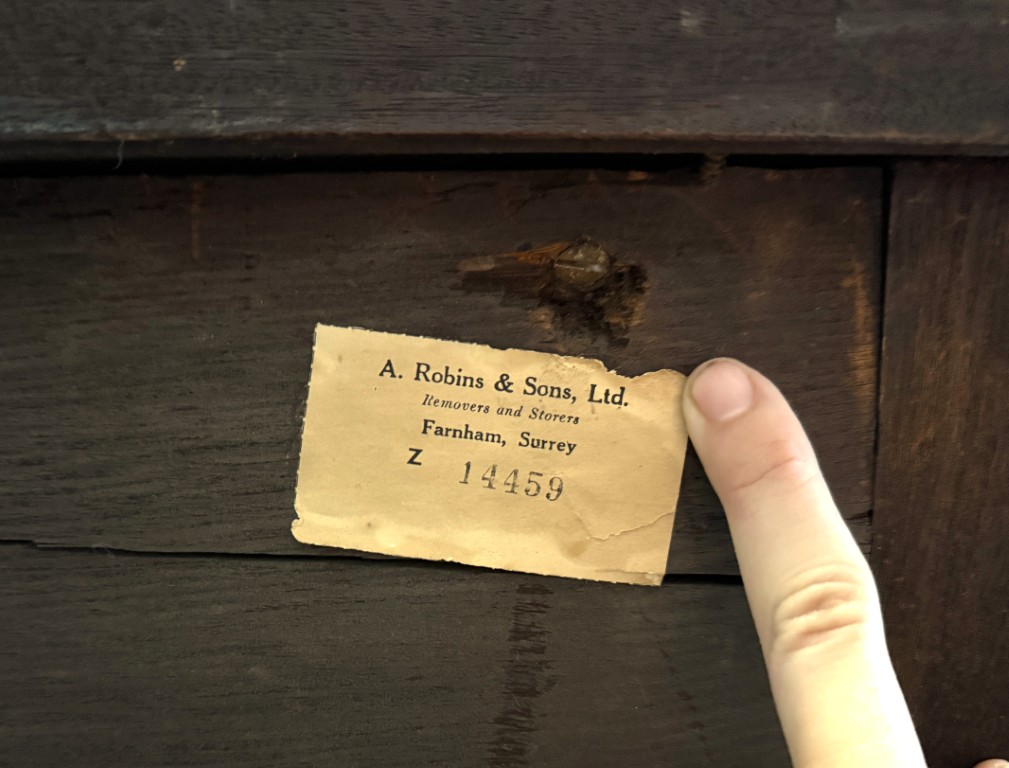 A. Robins & Sons, Ltd.
Removers and Storers
Farnham, Surrey
Z 14459